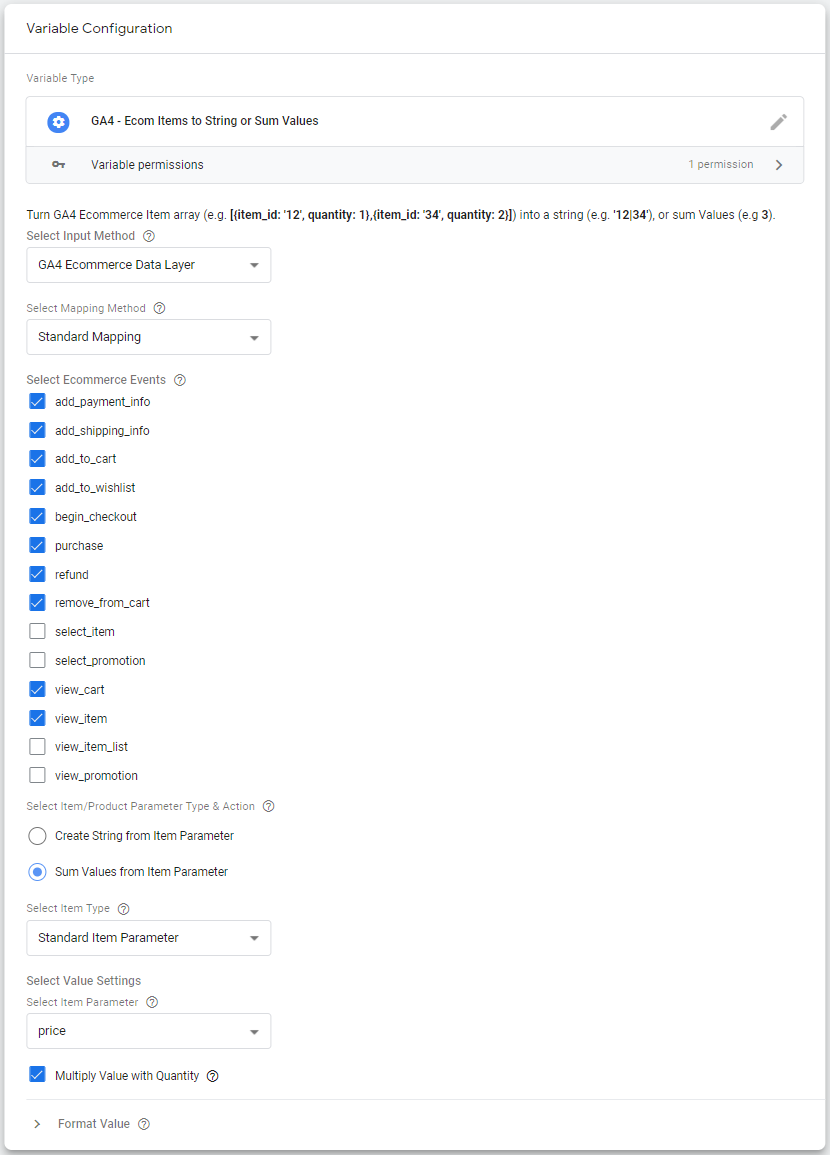 Variable Configuration
Variable Type
GA4 - Ecom Items to String or Sum Values
Variable permissions 1 permission
Turn GA4 Ecommerce Item array (e.g. [{item_id: '12', quantity: 1},{item_id: '34', quantity: 2}]) into a string (e.g. '12|34'), or sum Values (e.g 3).
Select Input Method
GA4 Ecommerce Data Layer
Select Mapping Method
Standard Mapping
Select Ecommerce Events
add_payment_info
add_shipping_info
add_to_cart
add_to_wishlist
begin_checkout
purchase
refund
remove_from_cart
select_item
select_promotion
view_cart
view_item
view_item_list
view_promotion
Select Item/Product Parameter Type & Action
Create String from Item Parameter
Sum Values from Item Parameter
Select Item Type
Standard Item Parameter
Select Value Settings
Select Item Parameter
price
Multiply Value with Quantity
Format Value